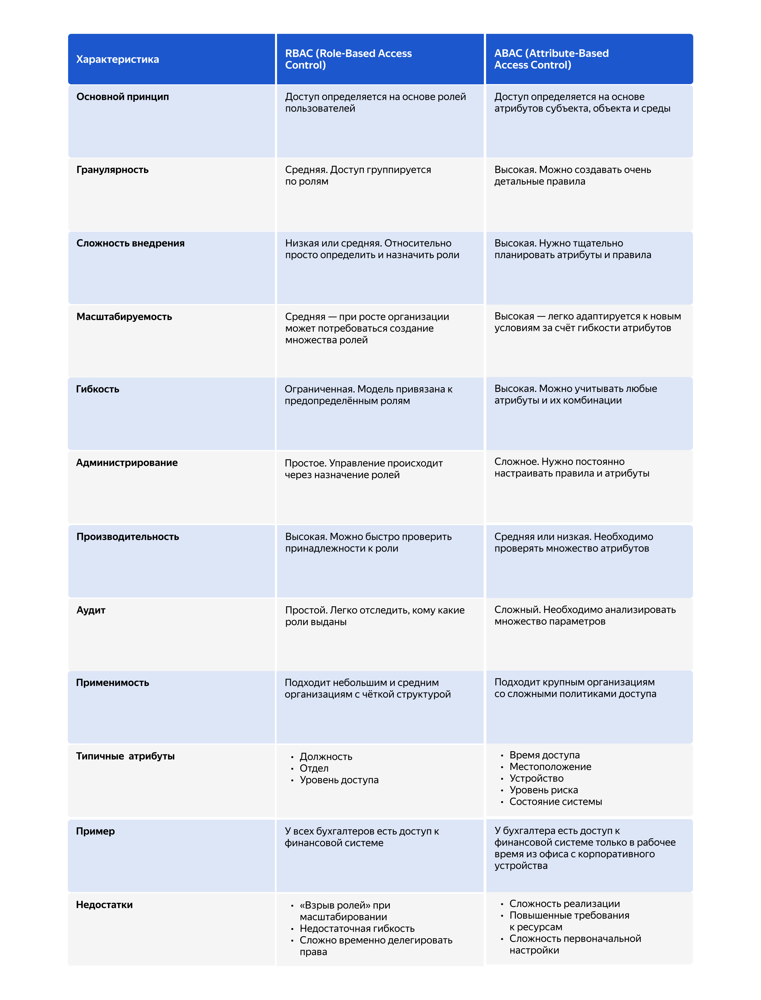 Характеристика
RBAC (Role-Based Access
Control)
ABAC (Attribute-Based
Access Control)
Основной принцип
Доступ определяется на основе ролей
пользователей
Доступ определяется на основе
атрибутов субъекта, объекта и среды
Гранулярность
Средняя. Доступ группируется
по ролям
Высокая. Можно создавать очень
детальные правила
Сложность внедрения
Низкая или средняя. Относительно
просто определить и назначить роли
Высокая. Нужно тщательно
планировать атрибуты и правила
Масштабируемость
Средняя — при росте организации
может потребоваться создание
множества ролей
Высокая — легко адаптируется к новым
условиям за счёт гибкости атрибутов
Гибкость
Ограниченная. Модель привязана к
предопределённым ролям
Высокая. Можно учитывать любые
атрибуты и их комбинации
Администрирование
Простое. Управление происходит
через назначение ролей
Сложное. Нужно постоянно
настраивать правила и атрибуты
Производительность
Высокая. Можно быстро проверить
принадлежности к роли
Средняя или низкая. Необходимо
проверять множество атрибутов
Аудит
Простой. Легко отследить, кому какие
роли выданы
Сложный. Необходимо анализировать
множество параметров
Применимость
Подходит небольшим и средним
организациям с чёткой структурой
Подходит крупным организациям
со сложными политиками доступа
Типичные  атрибуты
• Должность
• Отдел
• Уровень доступа
• Время доступа
• Местоположение
• Устройство
• Уровень риска
• Состояние системы
Пример
У всех бухгалтеров есть доступ к
финансовой системе
У бухгалтера есть доступ к
финансовой системе только в рабочее
время из офиса с корпоративного
устройства
Недостатки
• «Взрыв ролей» при
масштабировании
• Недостаточная гибкость
• Сложно временно делегировать
права
• Сложность реализации
• Повышенные требования
к ресурсам
• Сложность первоначальной
настройки